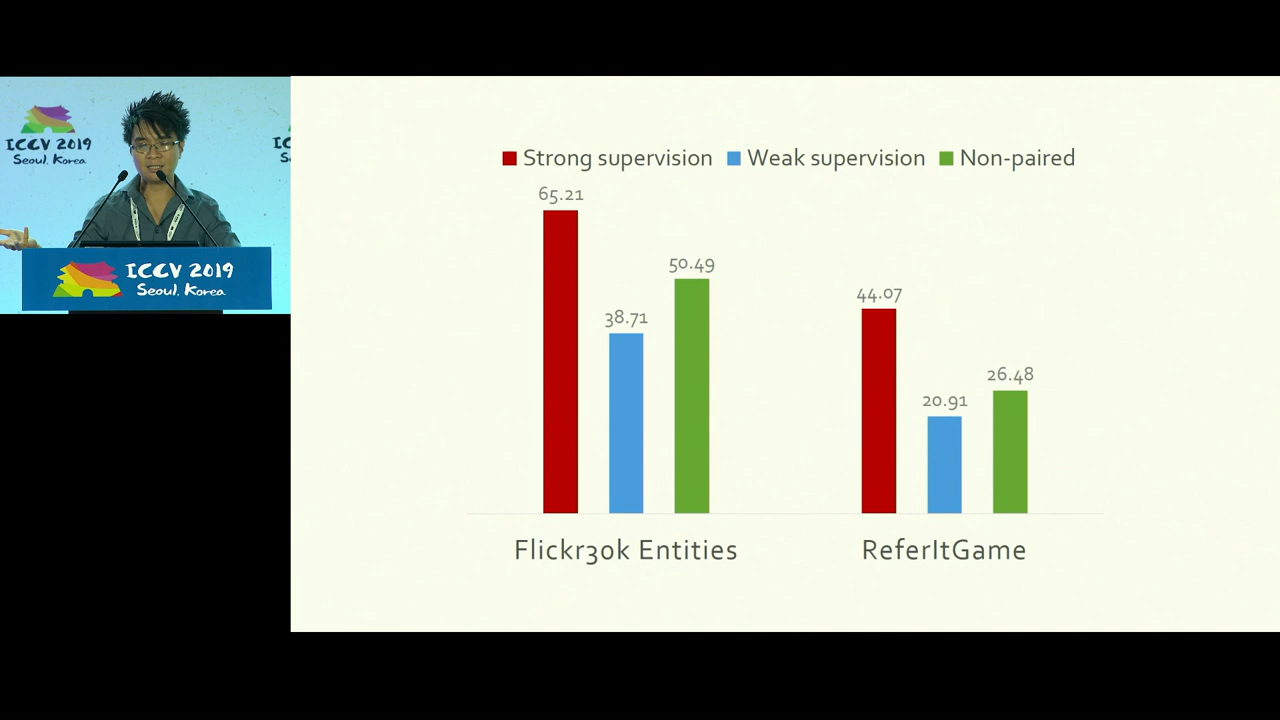 ICCV 2019
Seoul, Korea
ICCV 2019
Seoul, Korea
Strong supervision
Weak supervision
Non-paired
65.21
38.71
50.49
44.07
20.91
26.48
Flickr30k Entities
ReferItGame